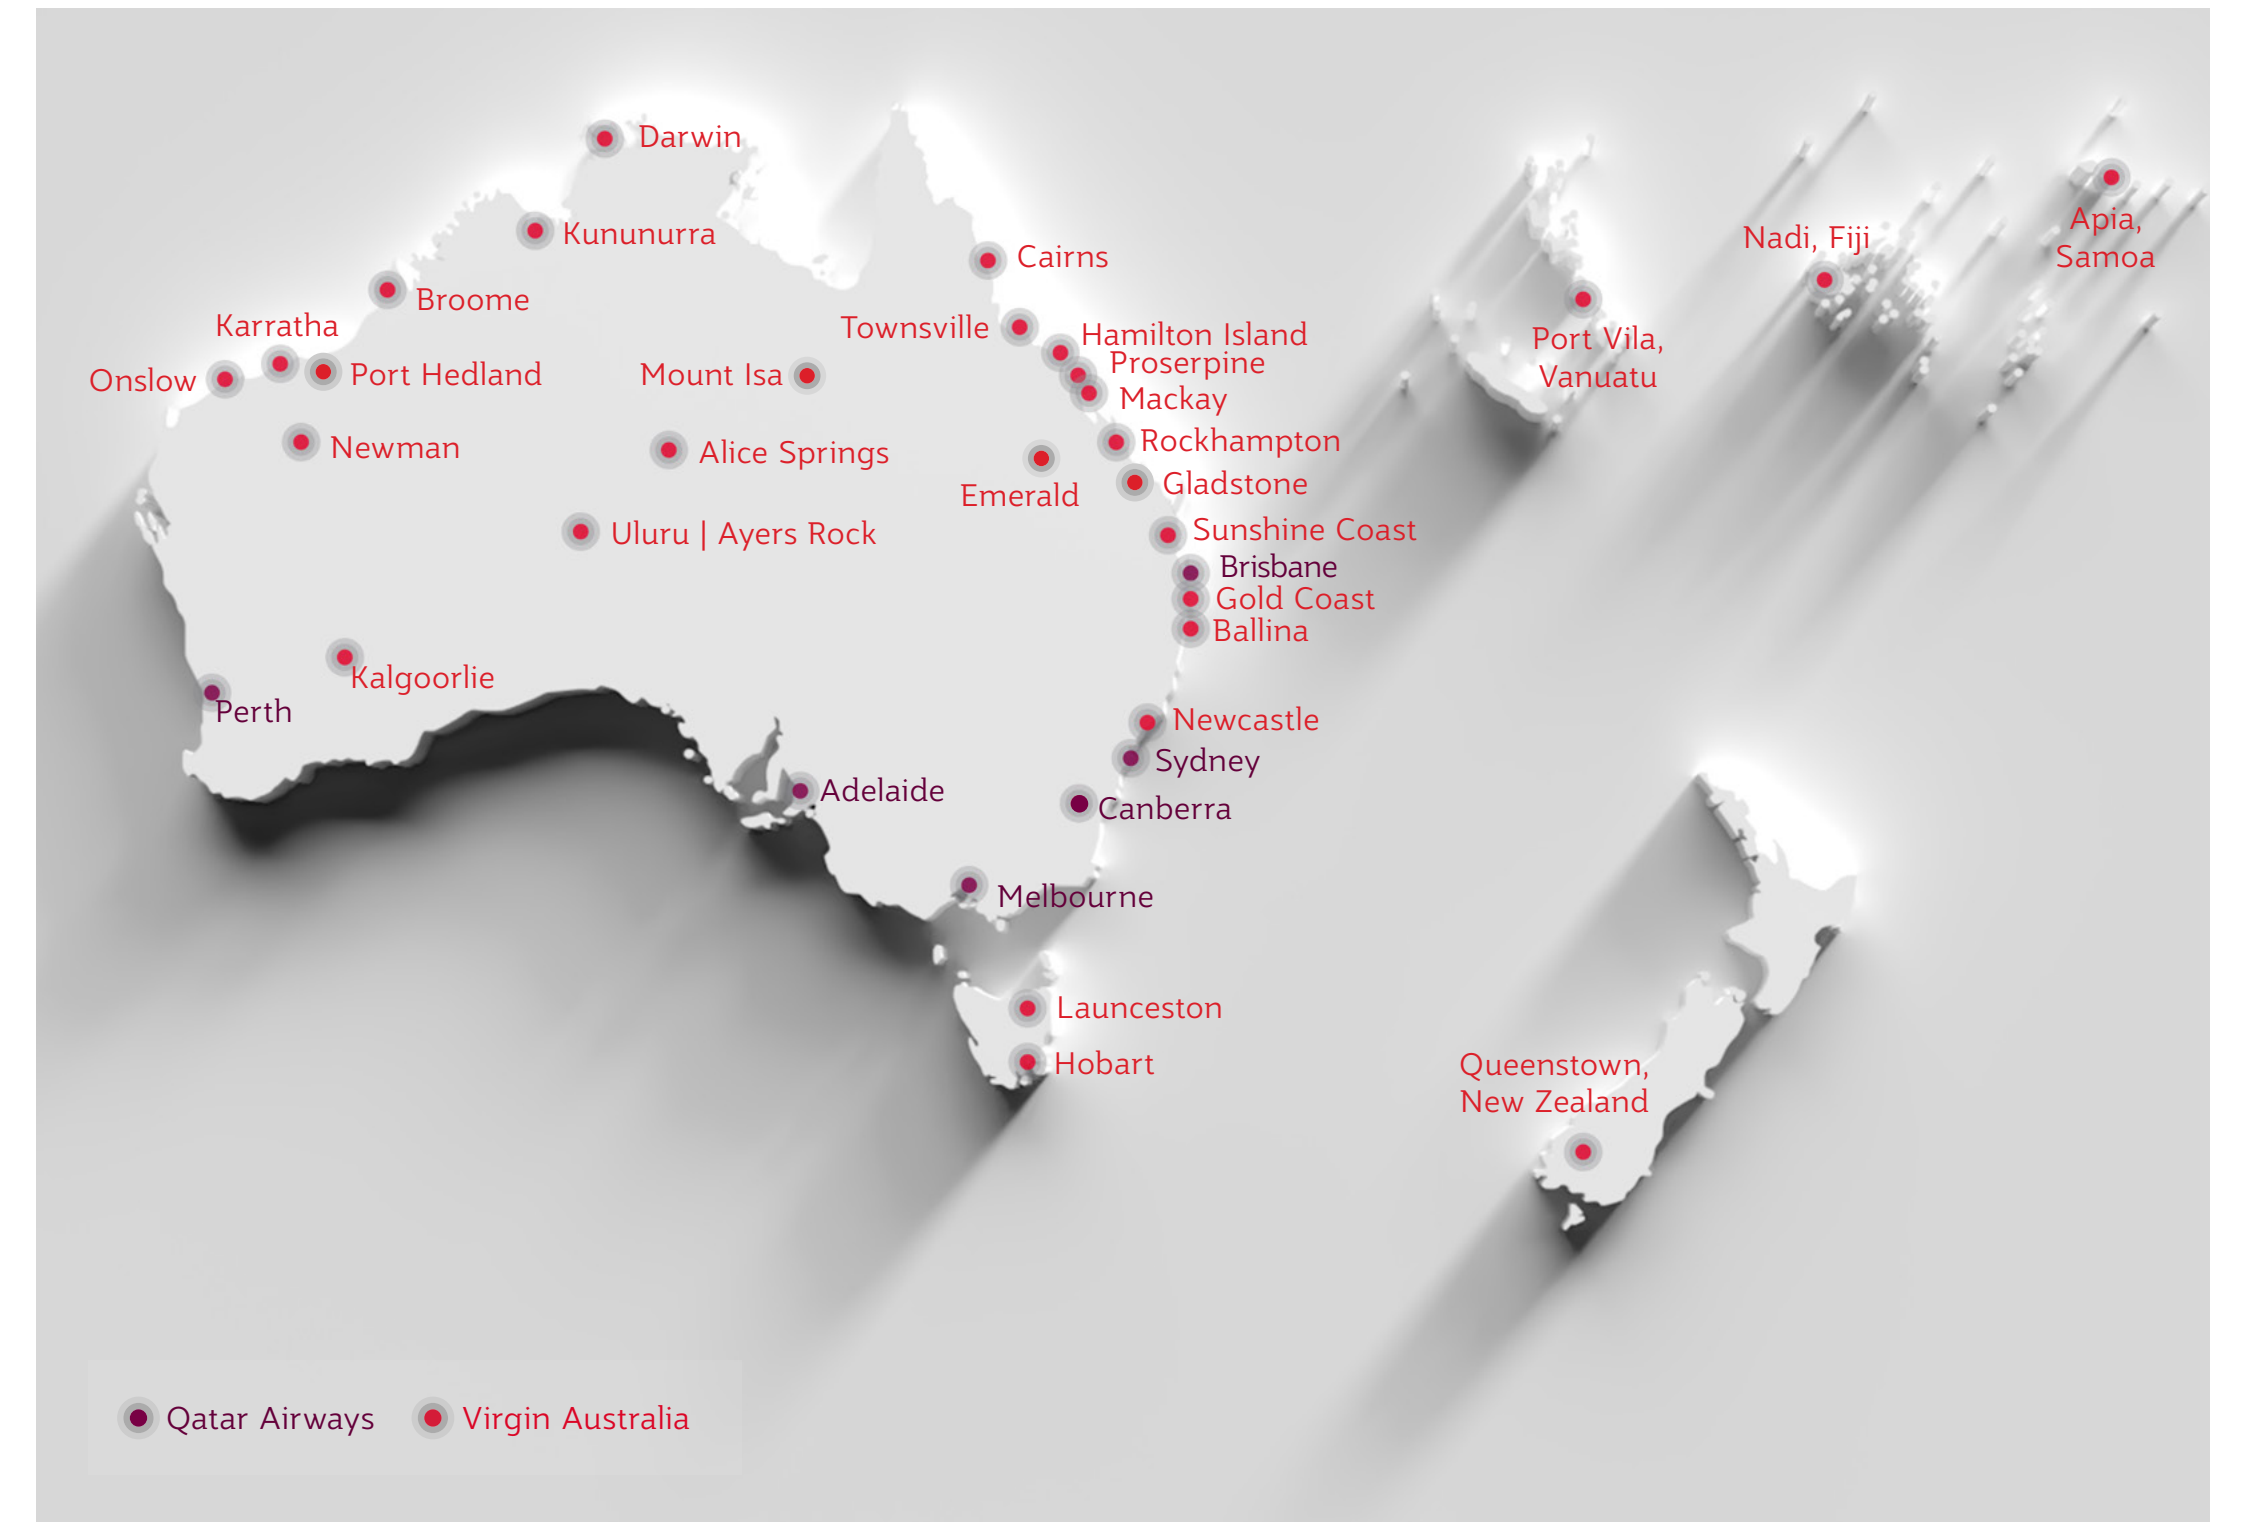 Darwin
Kununurra
Broome
Karratha
Onslow
Port Hedland
Newman
Mount Isa
Alice Springs
Uluru | Ayers Rock
Cairns
Townsville
Hamilton Island
Proserpine
Mackay
Rockhampton
Emerald
Gladstone
Sunshine Coast
Brisbane
Gold Coast
Ballina
Kalgoorlie
Perth
Newcastle
Sydney
Adelaide
Canberra
Melbourne
Launceston
Hobart
Port Vila,
Vanuatu
Nadi, Fiji
Apia,
Samoa
Queenstown,
New Zealand
Qatar Airways
Virgin Australia